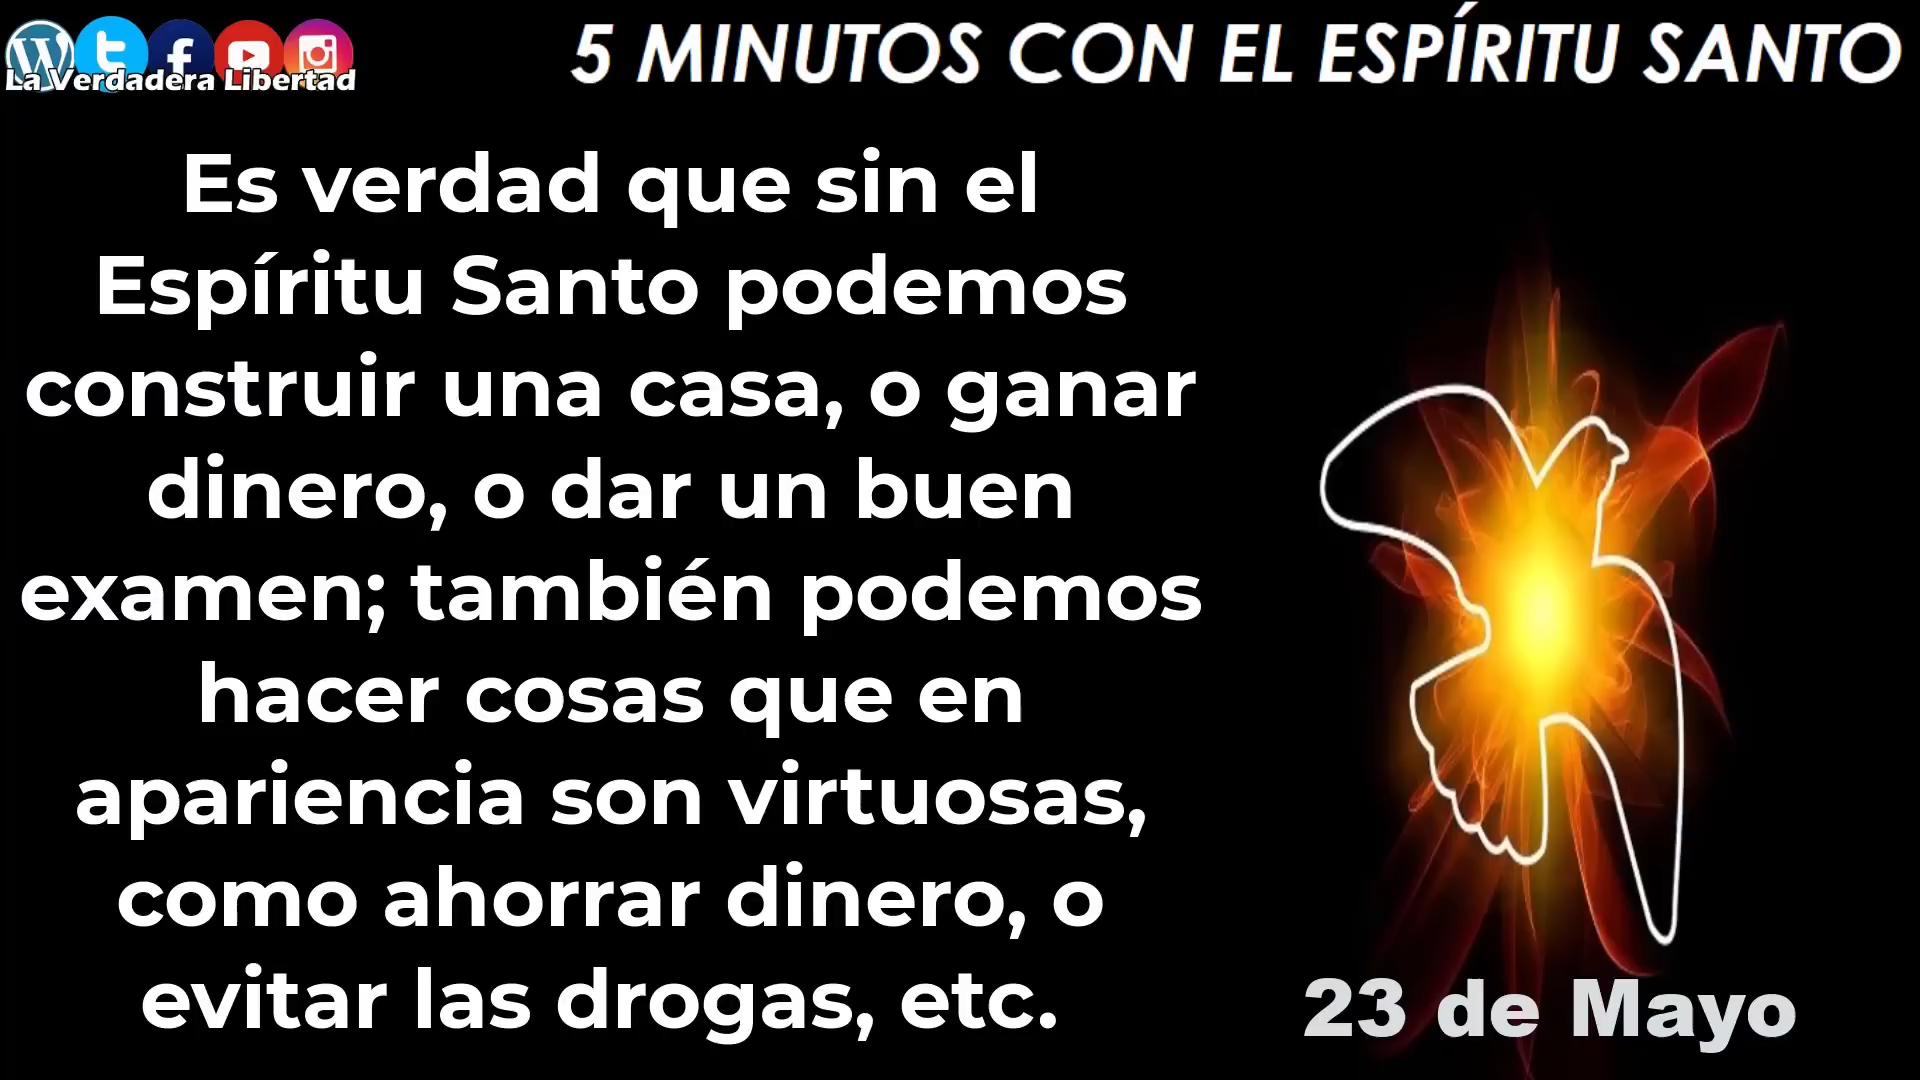 La Verdadera Libertad
5 MINUTOS CON EL ESPÍRITU SANTO
Es verdad que sin el
Espíritu Santo podemos
construir una casa, o ganar
dinero, o dar un buen
examen; también podemos
hacer cosas que en
apariencia son virtuosas,
como ahorrar dinero, o
evitar las drogas, etc.
23 de Mayo